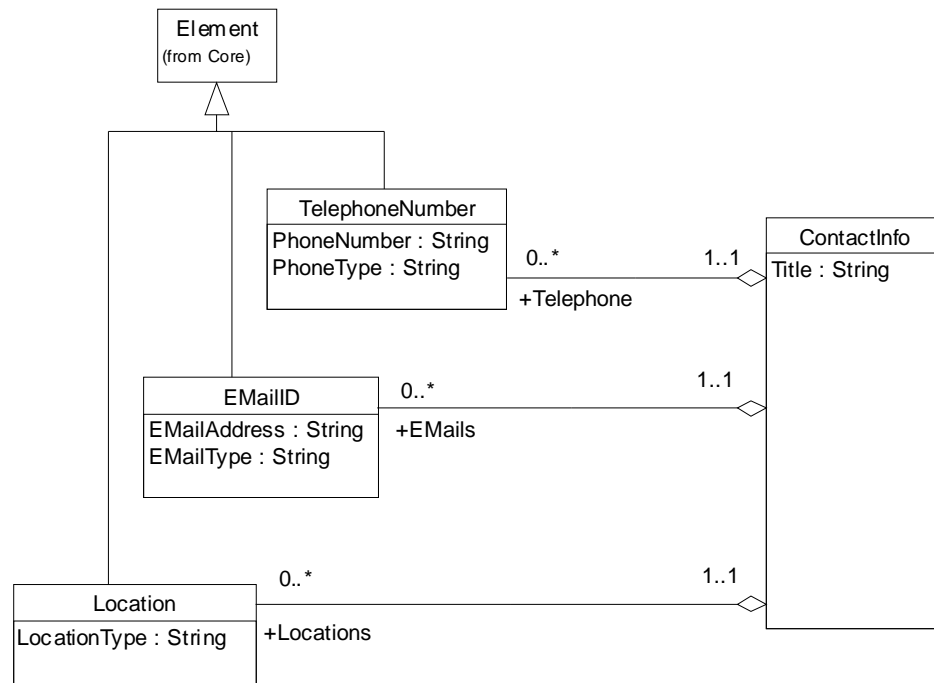 Element
(from Core)
TelephoneNumber
PhoneNumber : String
PhoneType : String
0..*
1..1
+Telephone
ContactInfo
Title : String
EMailID
EMailAddress : String
EMailType : String
0..*
1..1
+EMails
Location
LocationType : String
0..*
1..1
+Locations